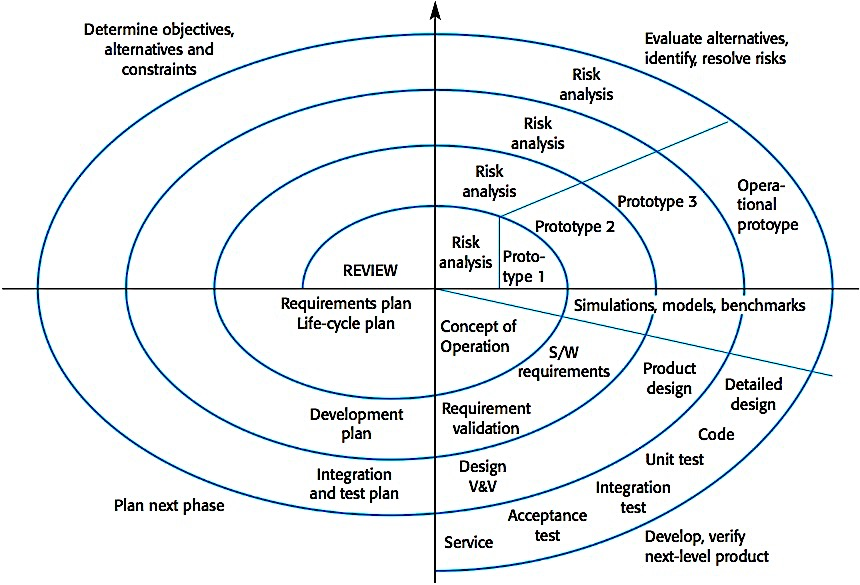 Determine objectives,
alternatives and
constraints
Evaluate alternatives,
identify, resolve risks
Risk
analysis
Risk
analysis
Risk
analysis
Risk
analysis
REVIEW
Proto-
type 1
Prototype 2
Prototype 3
Opera-
tional
protoype
Requirements plan
Life-cycle plan
Simulations, models, benchmarks
Concept of
Operation
S/W
requirements
Product
design
Detailed
design
Development
plan
Requirement
validation
Code
Unit test
Integration
and test plan
Design
V&V
Integration
test
Plan next phase
Acceptance
test
Service
Develop, verify
next-level product